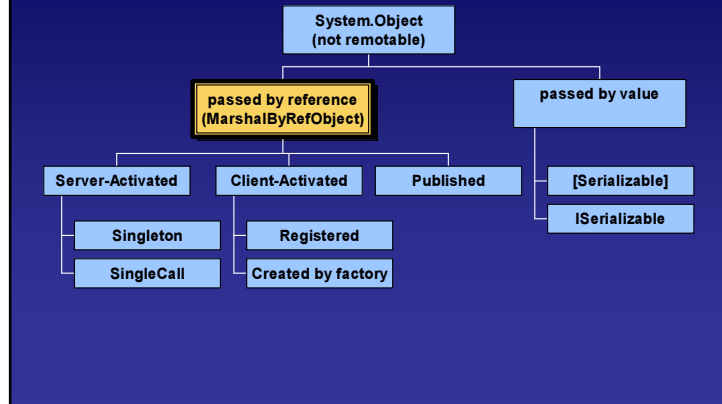 System.Object
(not remotable)
passed by reference
(MarshalByRefObject)
passed by value
Server-Activated
Client-Activated
Published
[Serializable]
ISerializable
Singleton
Registered
SingleCall
Created by factory